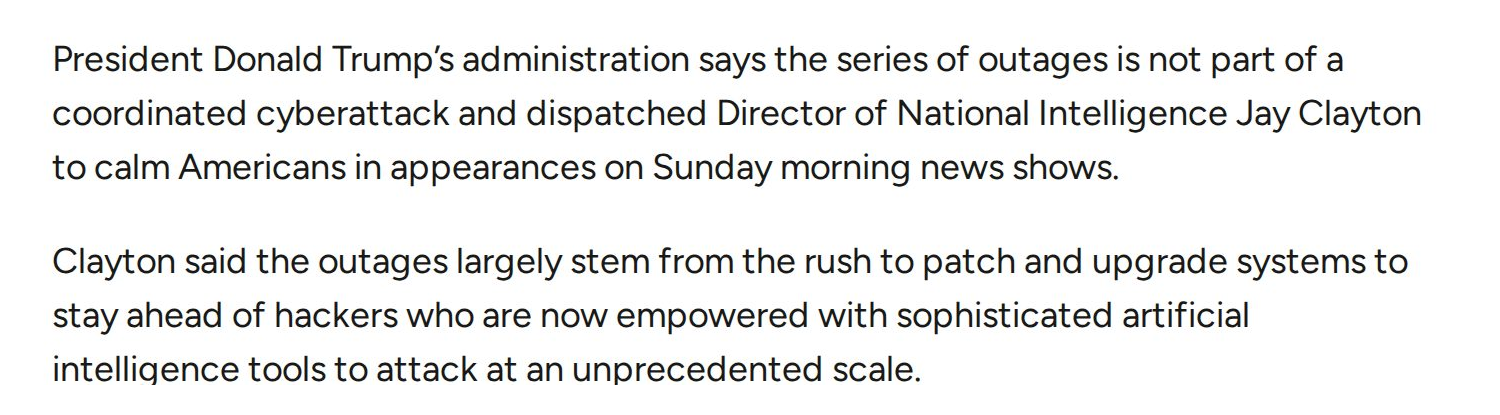 President Donald Trump’s administration says the series of outages is not part of a
coordinated cyberattack and dispatched Director of National Intelligence Jay Clayton
to calm Americans in appearances on Sunday morning news shows.
Clayton said the outages largely stem from the rush to patch and upgrade systems to
stay ahead of hackers who are now empowered with sophisticated artificial
intelligence tools to attack at an unprecedented scale.